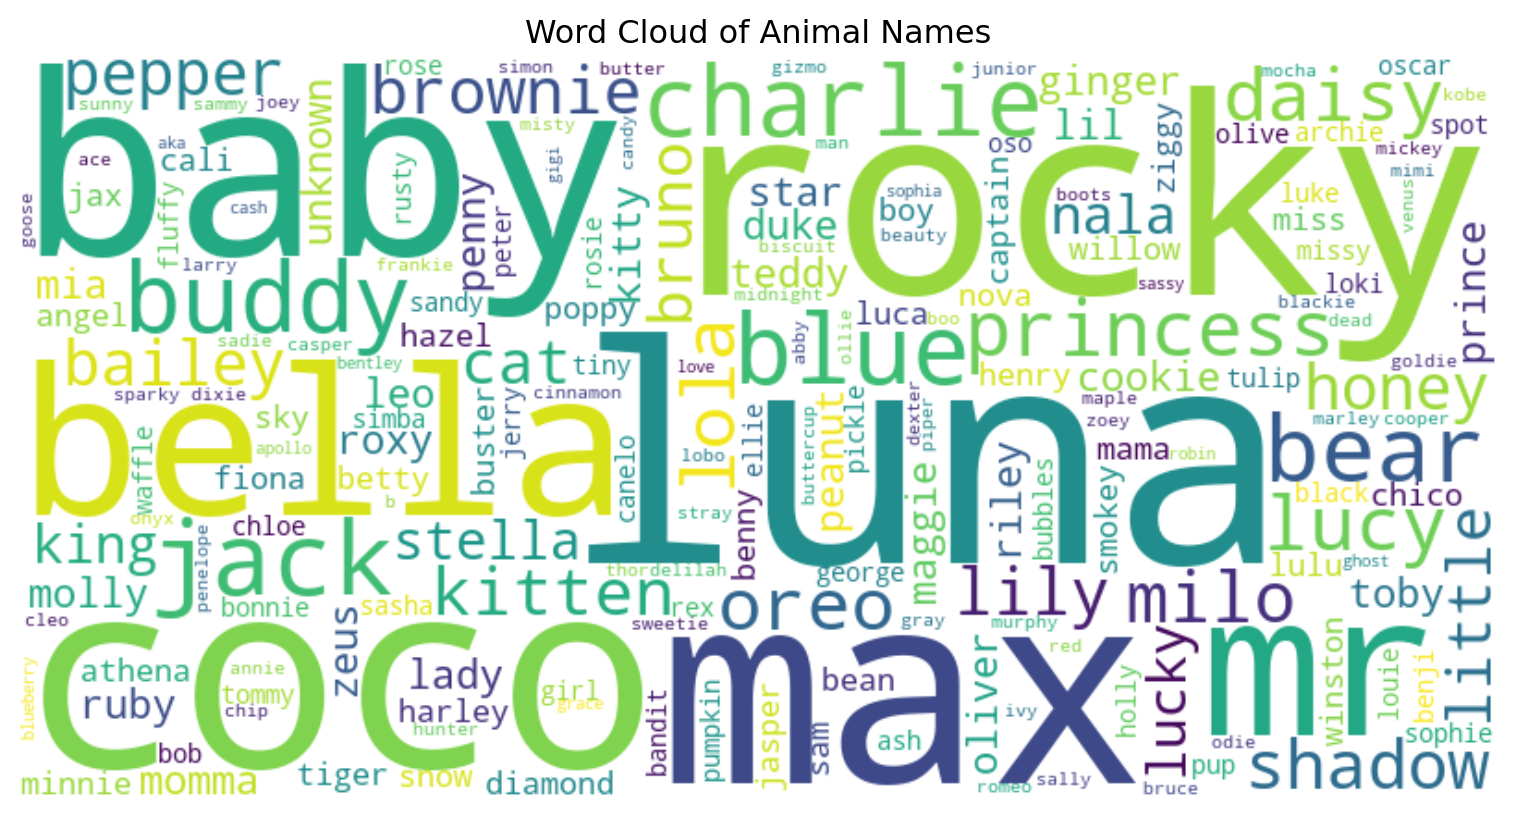 Word Cloud of Animal Names
pepper
rose
simon
butter
gizmo
junior
mocha
oscar
sunny
sammy
joey
unknown
brownie
charlie
ginger
daisy
kobe
baby
aka
ace
cali
misty
gigi
candy
man
oso
lil
ziggy
olive
archie
spot
mickey
mimi
jax
fluffy
cash
rusty
penny
peter
rosie
kitty
bruno
rocky
star
sophia
boy
duke
beauty
biscuit
captain
boots
nala
willow
luke
miss
missy
venus
goose
larry
frankie
teddy
midnight
sassy
loki
prince
mia
angel
buddy
sandy
poppy
hazel
nova
luca
boo
blackie
dead
sadie
casper
bentley
bailey
cat
tiny
lola
love
blue
abby
ollie
princess
goldie
henry
cookie
tulip
honey
sparky
dixie
leo
simba
cinnamon
bella
sky
apollo
roxy
buster
jerry
canelo
luna
lobo
ellie
buttercup
peanut
pickle
dexter
piper
maple
zoey
marley
cooper
bear
waffle
fiona
betty
b
onyx
stray
benny
maggie
riley
bubbles
smokey
mama
robin
black
chico
king
chloe
jack
penelope
stella
thor
delilah
george
lucy
lulu
ghost
little
molly
bonnie
sasha
kitten
rex
oreo
gray
lily
milo
toby
cleo
sweetie
murphy
coco
zeus
athena
annie
ruby
tommy
chip
lady
harley
hunter
girl
grace
max
bean
oliver
red
ivy
holly
lucky
mr
winston
louie
benji
sophie
blueberry
bob
bandit
pumpkin
jasper
sam
ash
odie
minnie
momma
tiger
snow
diamond
romeo
sally
bruce
pup
shadow